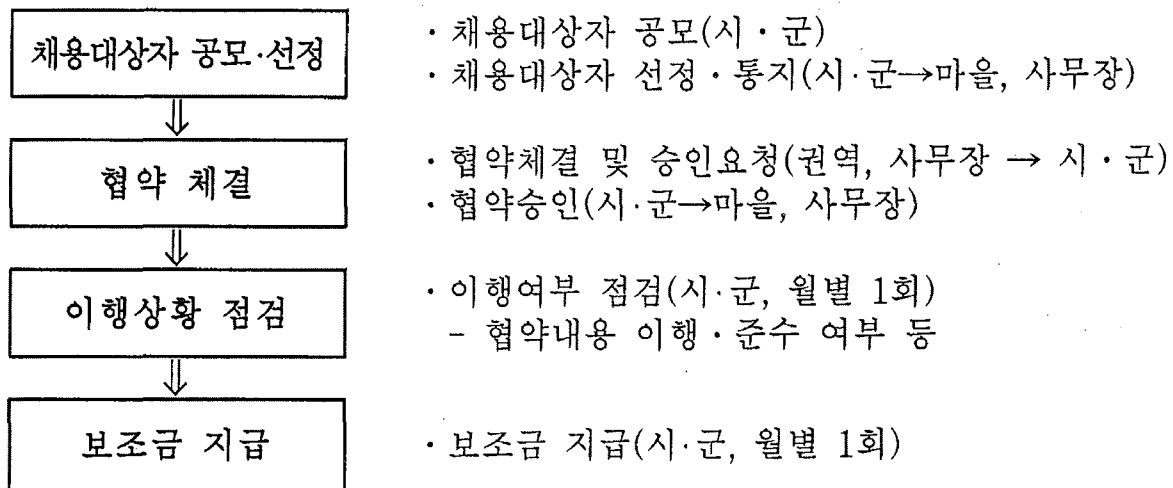 채용대상자 공모·선정
· 채용대상자 공모(시·군)
· 채용대상자 선정·통지(시·군→마을, 사무장)
⇓
협약 체결
· 협약체결 및 승인요청(권역, 사무장 → 시·군)
· 협약승인(시·군→마을, 사무장)
⇓
이행상황 점검
· 이행여부 점검(시·군, 월별 1회)
- 협약내용 이행·준수 여부 등
⇓
보조금 지급
· 보조금 지급(시·군, 월별 1회)